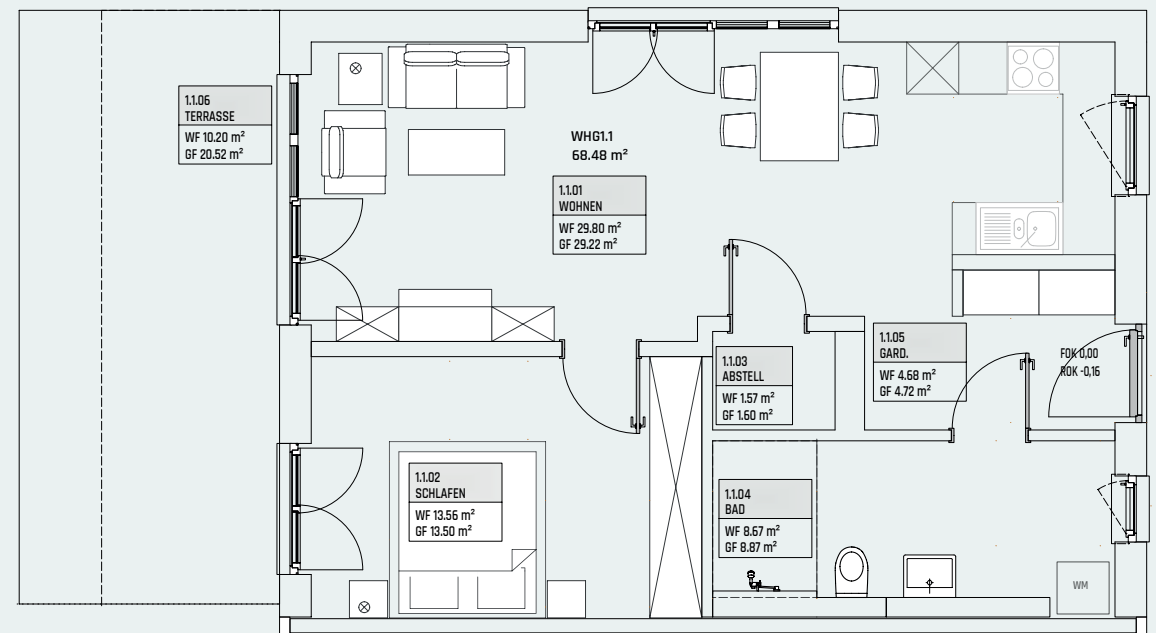 1.1.06
TERRASSE
WF 10.20 m²
GF 20.52 m²
WHG1.1
68.48 m²
1.1.01
WOHNEN
WF 29.80 m²
GF 29.22 m²
1.1.05
GARD.
WF 4.68 m²
GF 4.72 m²
FOK 0,00
ROK -0,16
1.1.03
ABSTELL
WF 1.57 m²
GF 1.60 m²
1.1.02
SCHLAFEN
WF 13.56 m²
GF 13.50 m²
1.1.04
BAD
WF 8.67 m²
GF 8.87 m²
WM